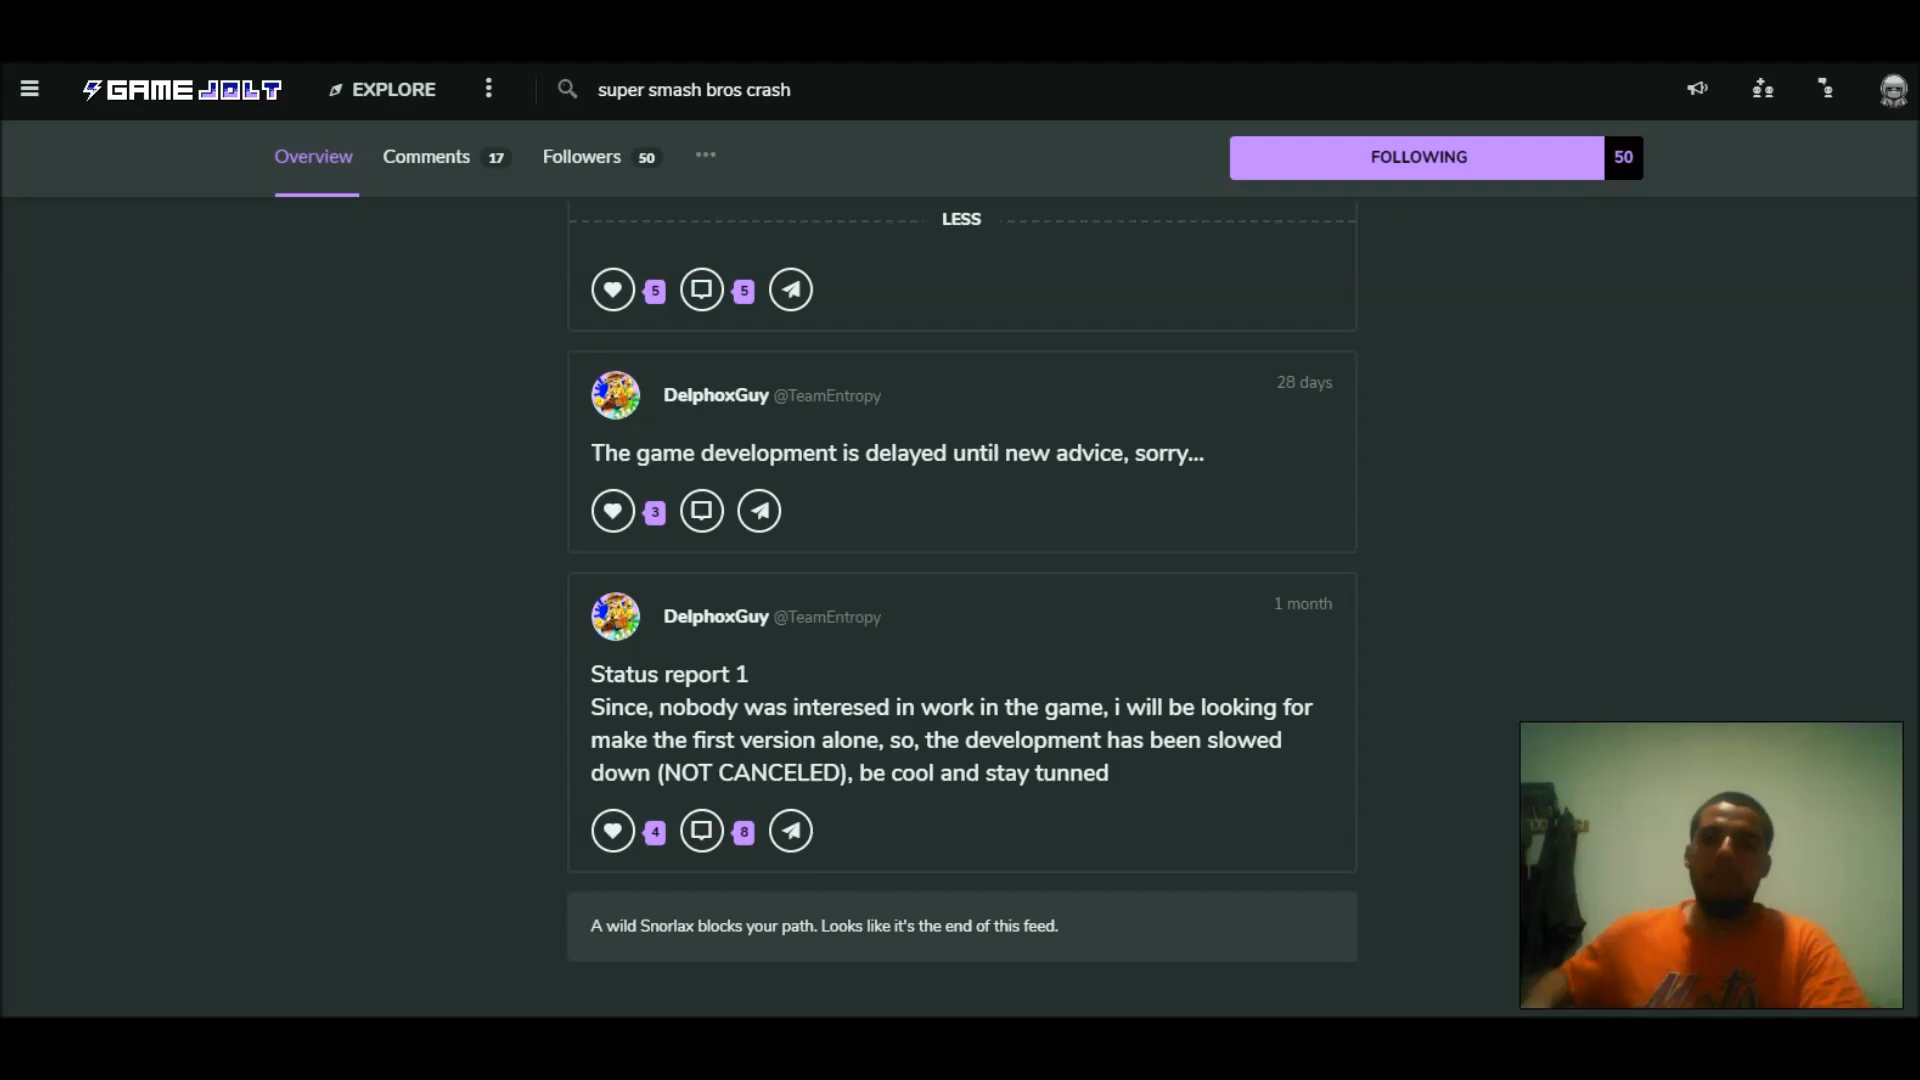 GAME JOLT
EXPLORE
super smash bros crash
Overview
Comments 17
Followers 50
FOLLOWING 50
LESS
5 5
DelphoxGuy @TeamEntropy
28 days
The game development is delayed until new advice, sorry...
3
DelphoxGuy @TeamEntropy
1 month
Status report 1
Since, nobody was interesed in work in the game, i will be looking for
make the first version alone, so, the development has been slowed
down (NOT CANCELED), be cool and stay tunned
4 8
A wild Snorlax blocks your path. Looks like it's the end of this feed.